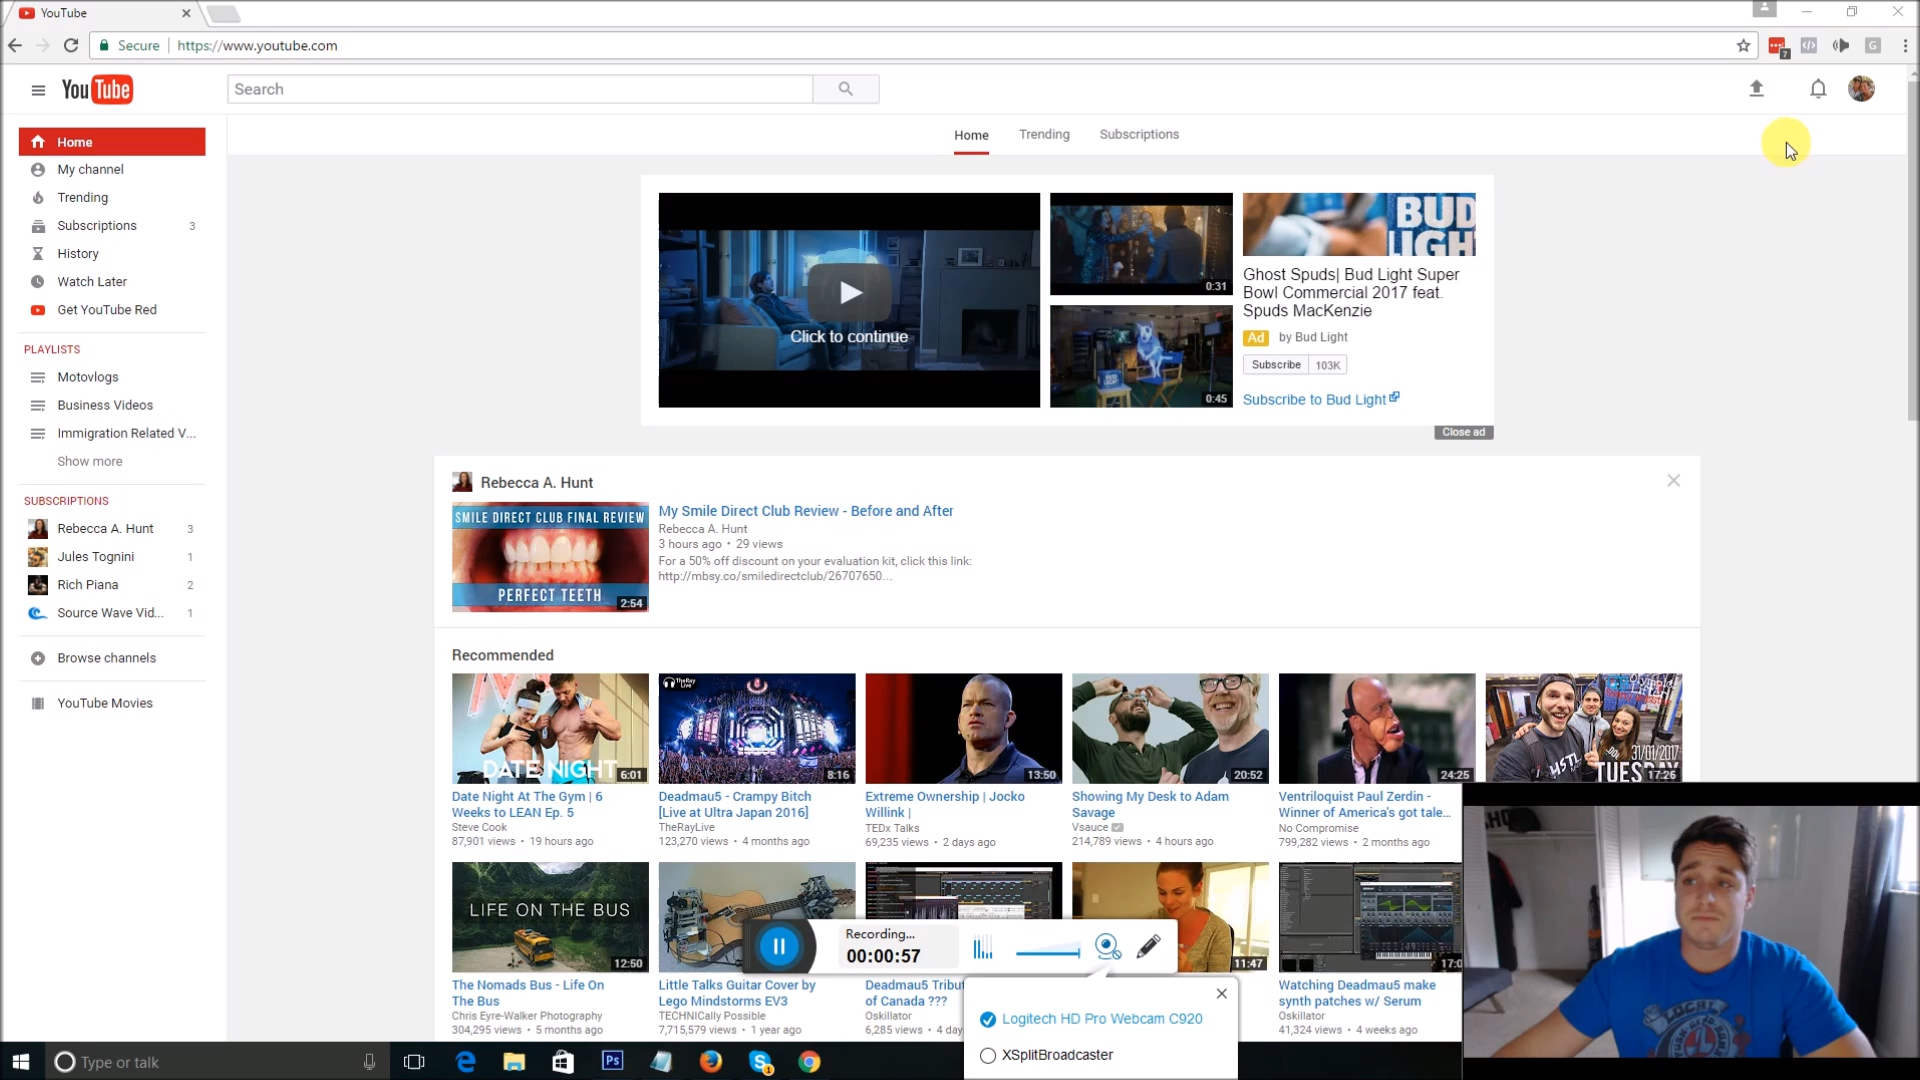 YouTube
Secure
https://www.youtube.com
7
YouTube
Search
Home
Trending
Subscriptions
Home
My channel
Trending
Subscriptions 3
History
Watch Later
Get YouTube Red
PLAYLISTS
Motovlogs
Business Videos
Immigration Related V...
Show more
SUBSCRIPTIONS
Rebecca A. Hunt 3
Jules Tognini 1
Rich Piana 2
Source Wave Vid... 1
Browse channels
YouTube Movies
Click to continue
0:31
0:45
BUD
LIGHT
Ghost Spuds| Bud Light Super
Bowl Commercial 2017 feat.
Spuds MacKenzie
Ad by Bud Light
Subscribe 103K
Subscribe to Bud Light
Close ad
Rebecca A. Hunt
SMILE DIRECT CLUB FINAL REVIEW
PERFECT TEETH
2:54
My Smile Direct Club Review - Before and After
Rebecca A. Hunt
3 hours ago • 29 views
For a 50% off discount on your evaluation kit, click this link:
http://mbsy.co/smiledirectclub/26707650...
Recommended
DATE NIGHT
6:01
TheRay
Live
8:16
13:50
20:52
24:25
31/01/2017
TUESDAY
17:26
Date Night At The Gym | 6
Weeks to LEAN Ep. 5
Steve Cook
87,901 views • 19 hours ago
Deadmau5 - Crampy Bitch
[Live at Ultra Japan 2016]
TheRayLive
123,270 views • 4 months ago
Extreme Ownership | Jocko
Willink |
TEDx Talks
69,235 views • 2 days ago
Showing My Desk to Adam
Savage
Vsauce
214,789 views • 4 hours ago
Ventriloquist Paul Zerdin -
Winner of America's got tale...
No Compromise
799,282 views • 2 months ago
LIFE ON THE BUS
12:50
11:47
17:0
The Nomads Bus - Life On
The Bus
Chris Eyre-Walker Photography
304,295 views • 5 months ago
Little Talks Guitar Cover by
Lego Mindstorms EV3
TECHNICally Possible
7,715,579 views • 1 year ago
Deadmau5 Tribu
of Canada ???
Oskillator
6,285 views • 4 day
Watching Deadmau5 make
synth patches w/ Serum
Oskillator
41,324 views • 4 weeks ago
Recording...
00:00:57
Logitech HD Pro Webcam C920
XSplitBroadcaster
Type or talk
Ps
LOCAL